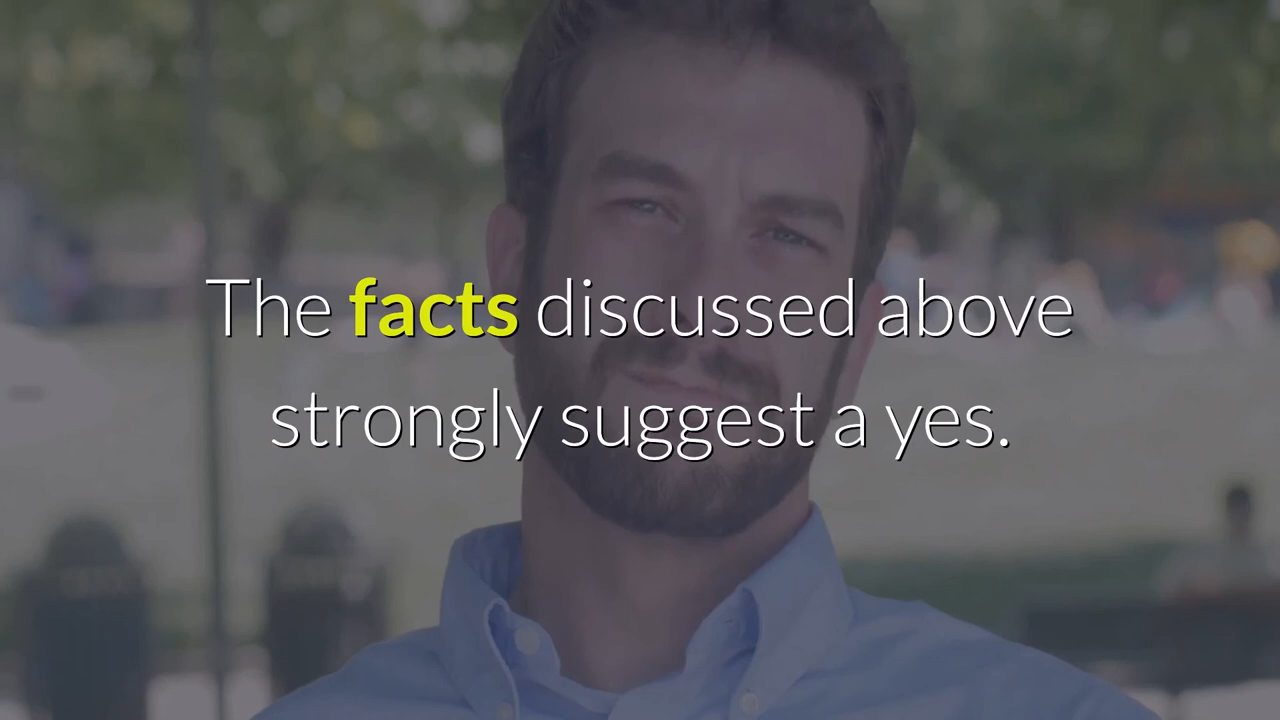 The facts discussed above
strongly suggest a yes.